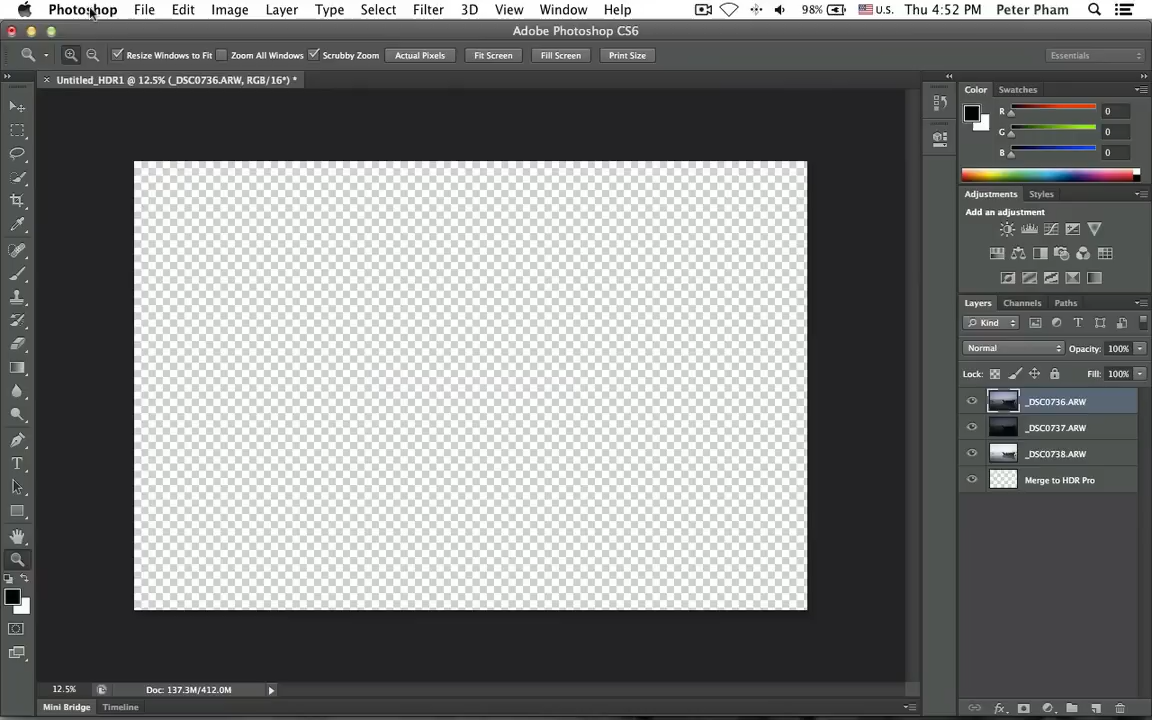 Photoshop File Edit Image Layer Type Select Filter 3D View Window Help 98% U.S. Thu 4:52 PM Peter Pham
Adobe Photoshop CS6
Resize Windows to Fit Zoom All Windows Scrubby Zoom Actual Pixels Fit Screen Fill Screen Print Size Essentials
Untitled_HDR1 @ 12.5% (_DSC0736.ARW, RGB/16*) *
Color Swatches
R 0
G 0
B 0
Adjustments Styles
Add an adjustment
Layers Channels Paths
Kind
Normal Opacity: 100%
Lock: Fill: 100%
_DSC0736.ARW
_DSC0737.ARW
_DSC0738.ARW
Merge to HDR Pro
12.5% Doc: 137.3M/412.0M
Mini Bridge Timeline